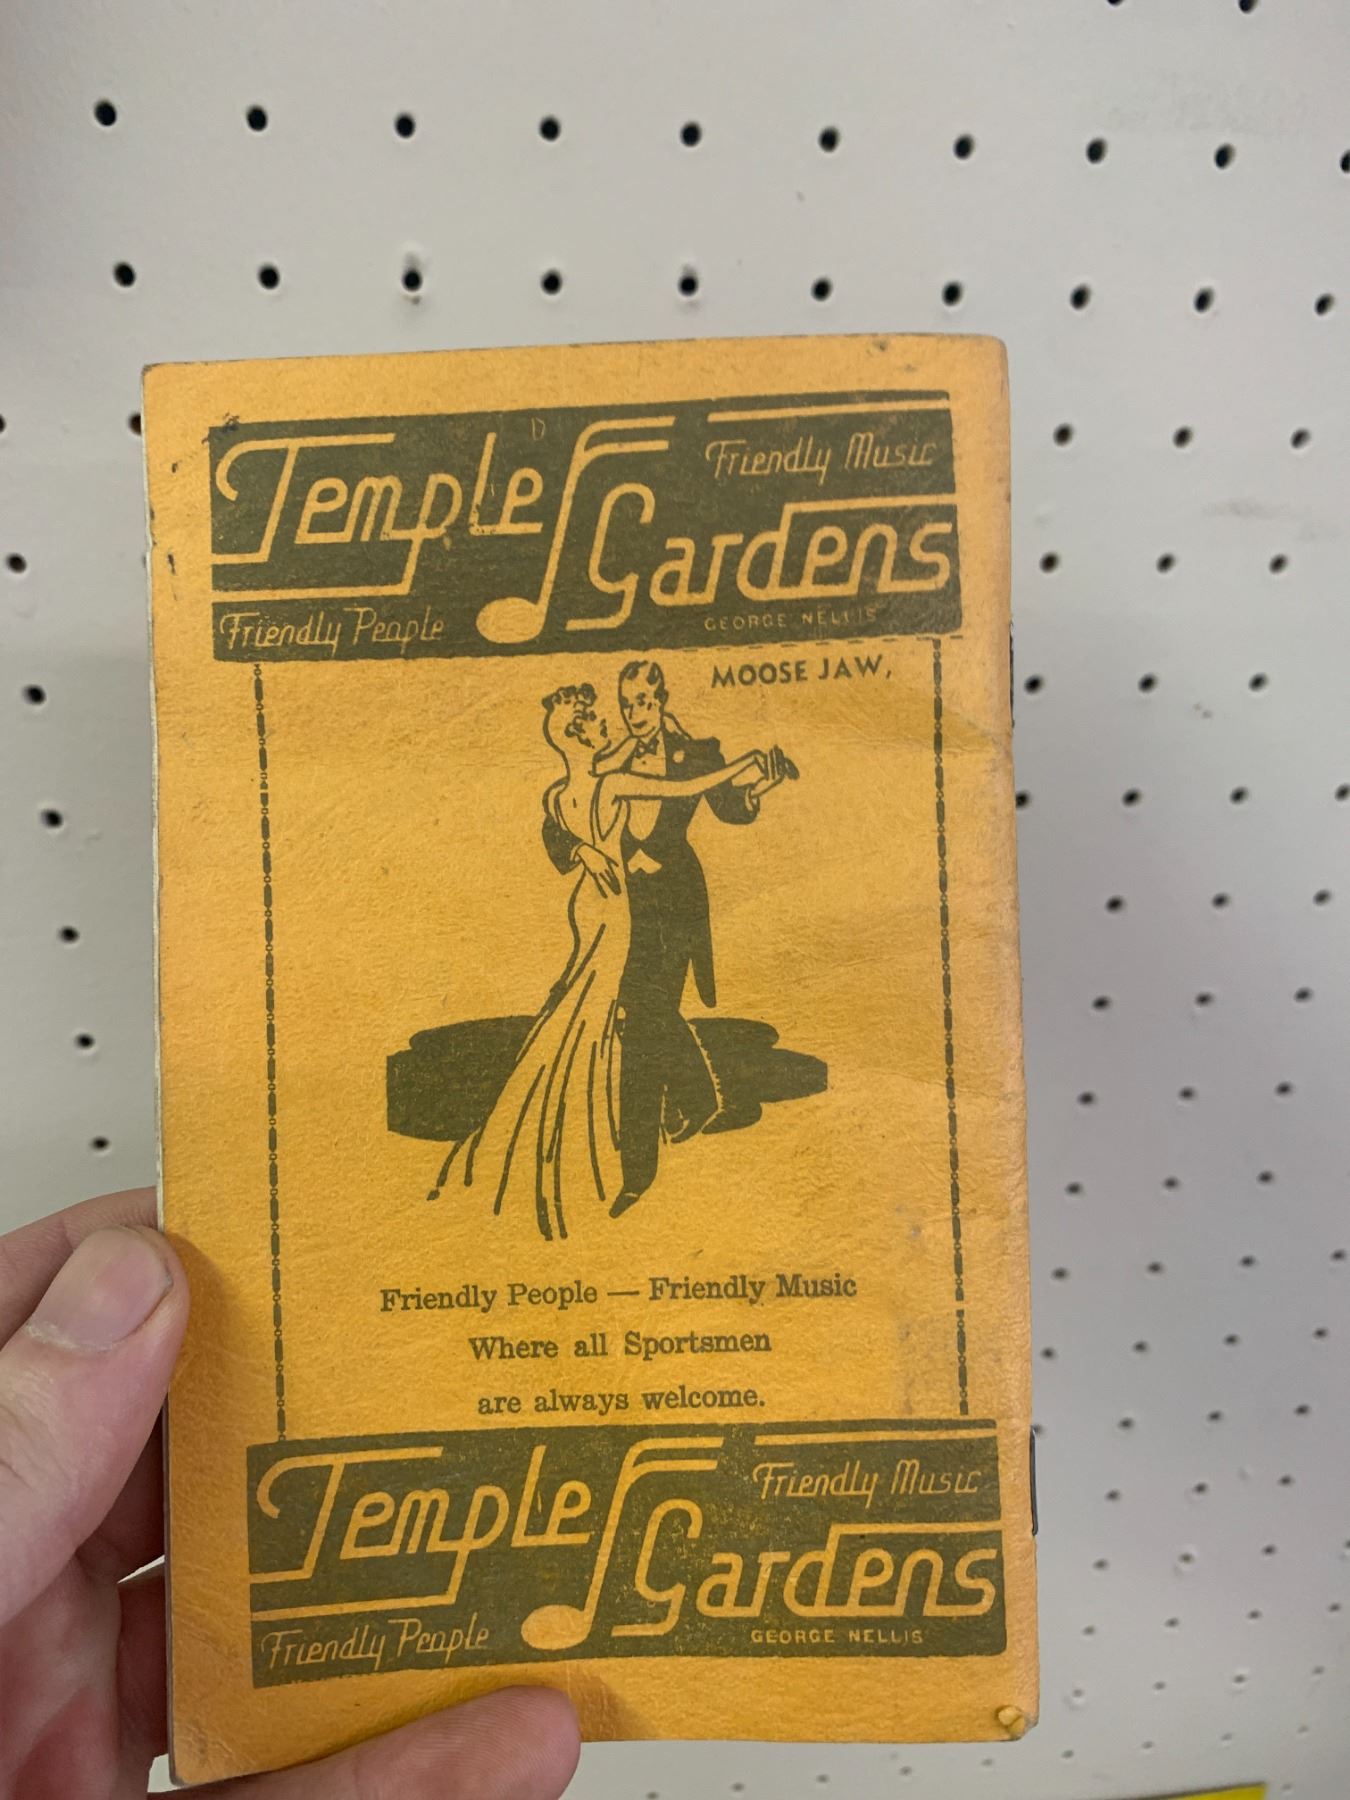 Temple Gardens
Friendly Music
Friendly People
GEORGE NELLIS
MOOSE JAW,
Friendly People — Friendly Music
Where all Sportsmen
are always welcome.
Temple Gardens
Friendly Music
Friendly People
GEORGE NELLIS